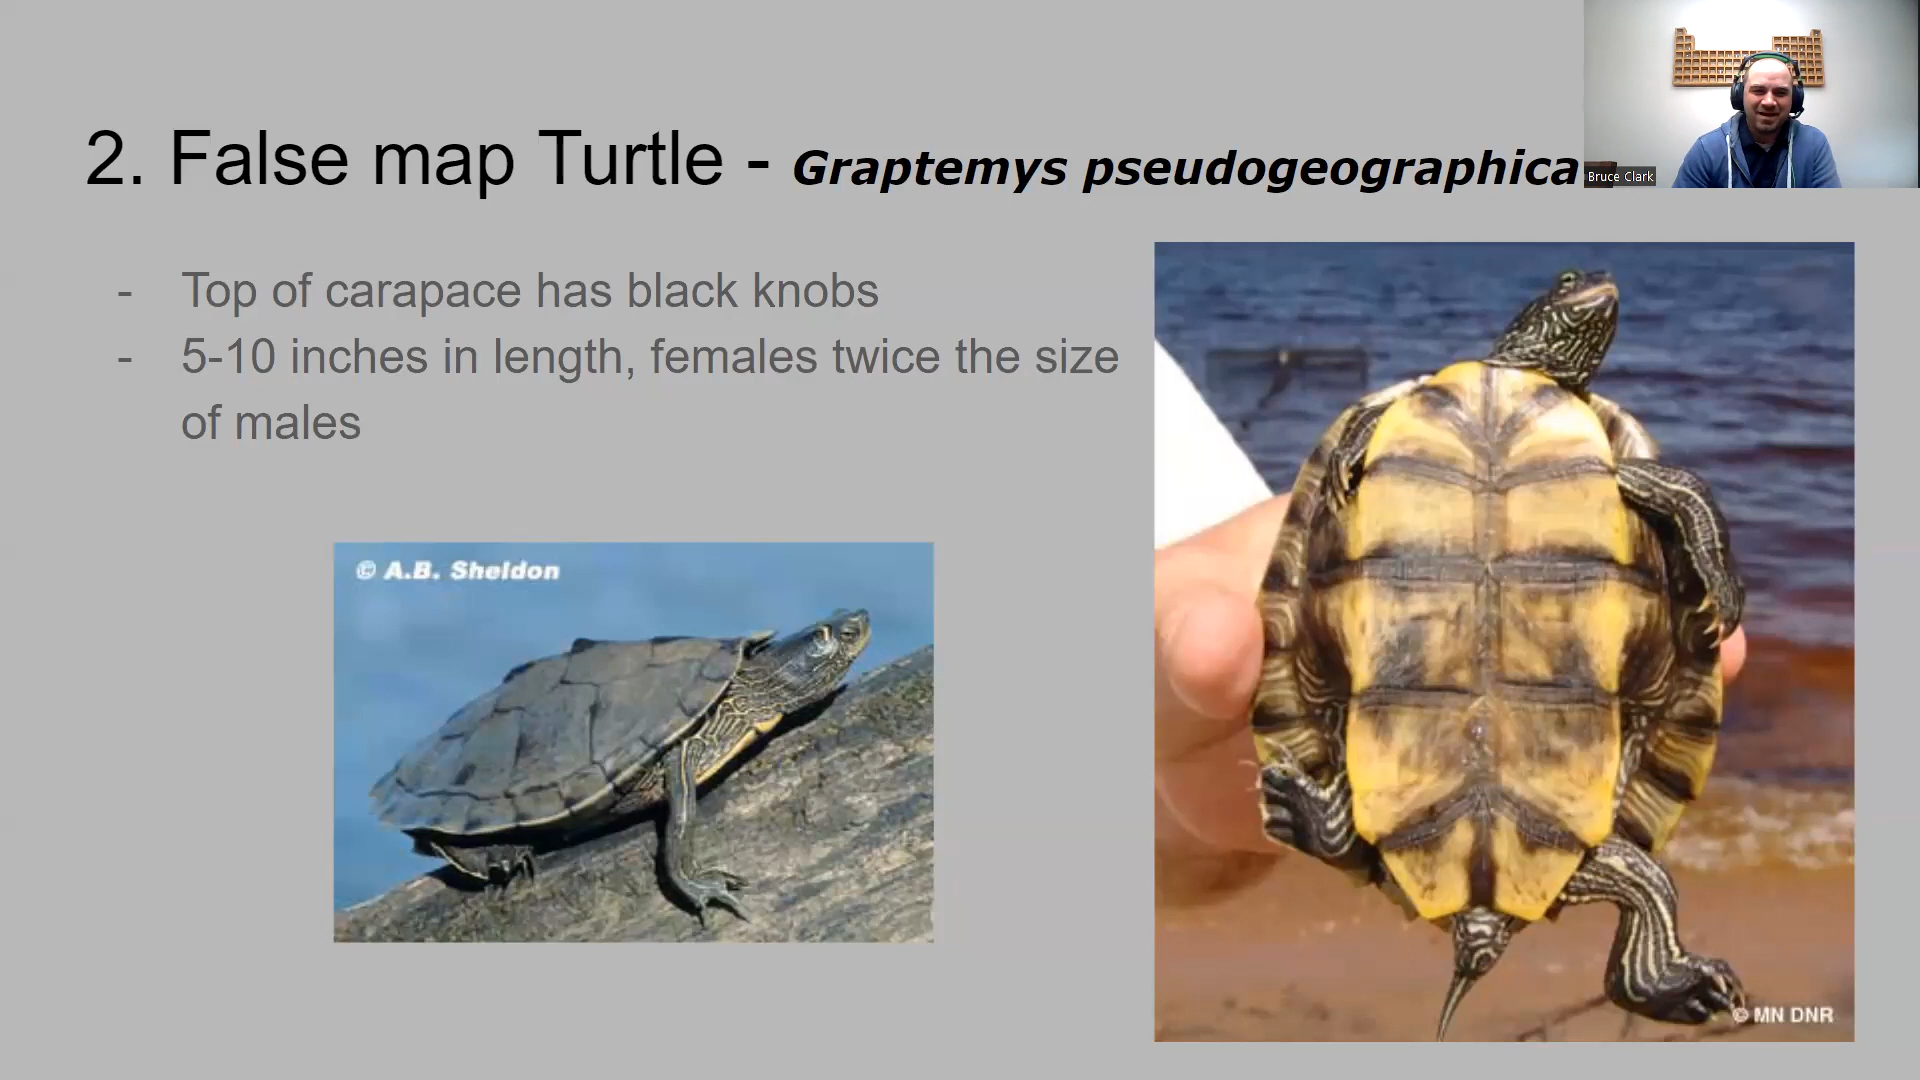 2. False map Turtle - Graptemys pseudogeographica
Bruce Clark
- Top of carapace has black knobs
- 5-10 inches in length, females twice the size
of males
© A.B. Sheldon
© MN DNR